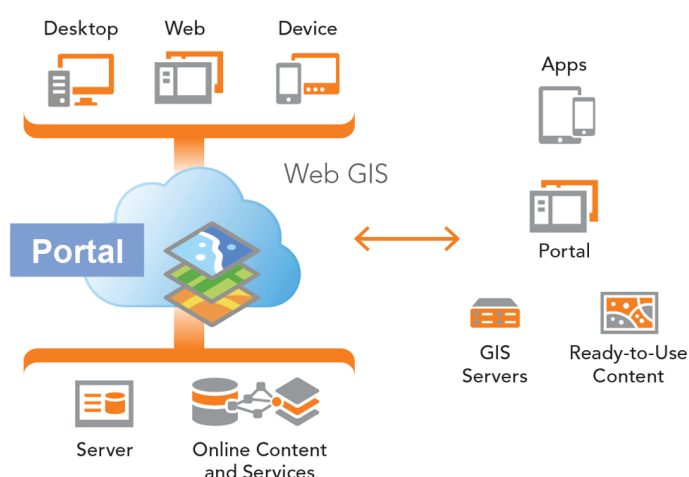 Desktop
Web
Device
Apps
Web GIS
Portal
Portal
GIS
Servers
Ready-to-Use
Content
Server
Online Content
and Services